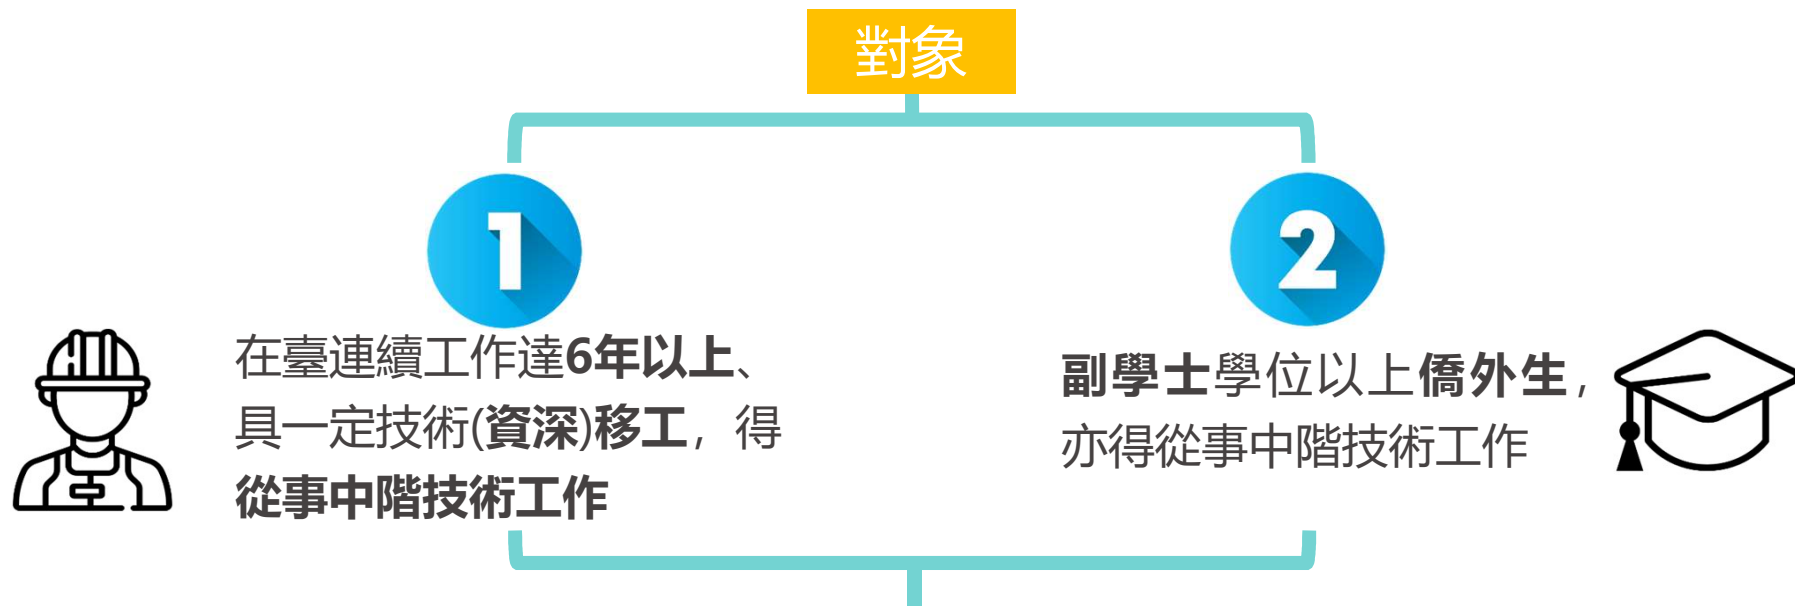 對象
1
在臺連續工作達6年以上、
具一定技術(資深)移工，得
從事中階技術工作
2
副學士學位以上僑外生，
亦得從事中階技術工作